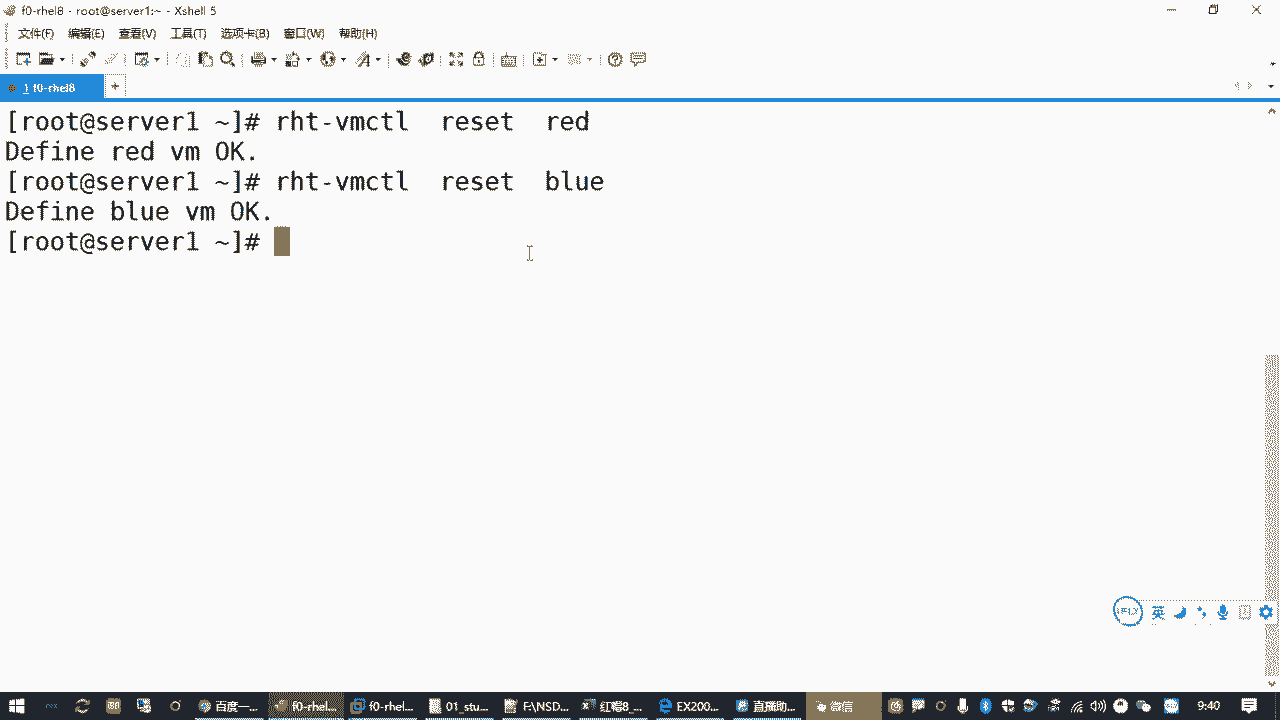 f0-rhel8 - root@server1:~ - Xshell 5
文件(F) 编辑(E) 查看(V) 工具(T) 选项卡(B) 窗口(W) 帮助(H)
1 f0-rhel8
[root@server1 ~]# rht-vmctl  reset  red
Define red vm OK.
[root@server1 ~]# rht-vmctl  reset  blue
Define blue vm OK.
[root@server1 ~]#
英
百度一... f0-rhel... f0-rhel... 01_stu... F:\NSD... 红帽8_... EX200... 直播助... 微信 9:40